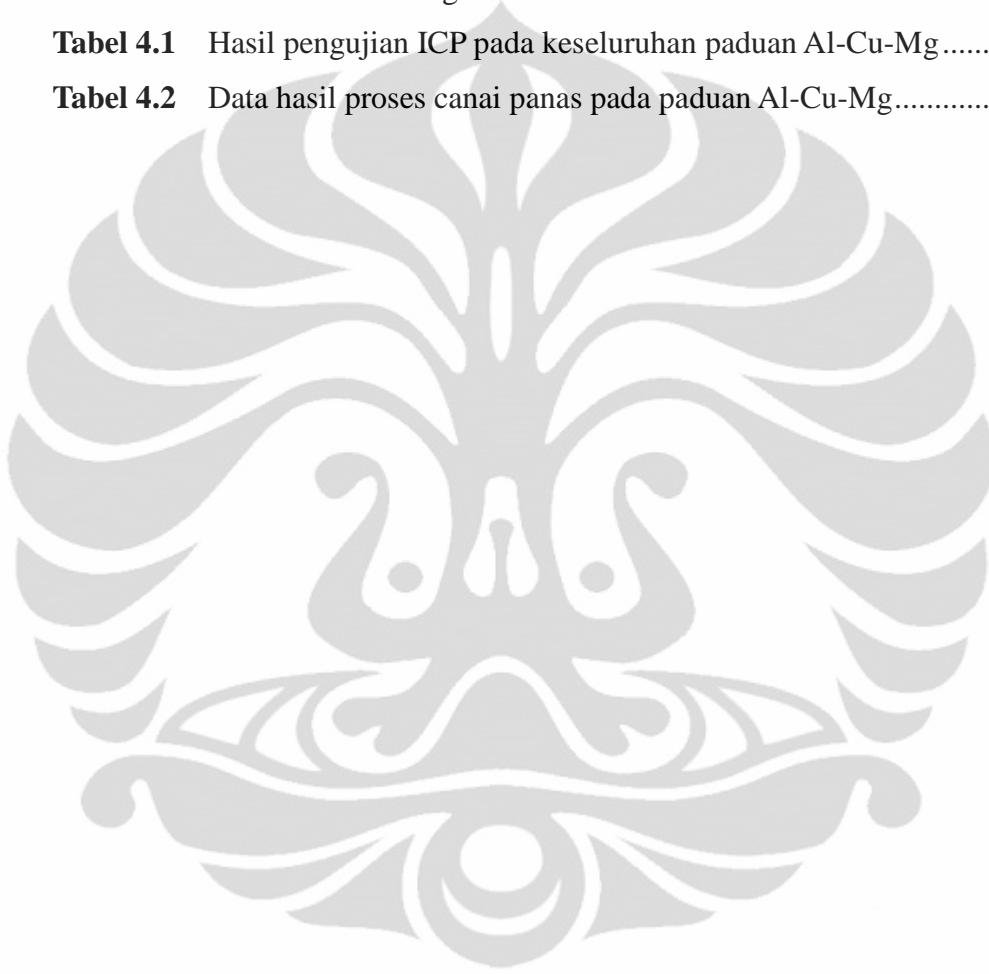 Tabel 4.1 Hasil pengujian ICP pada keseluruhan paduan Al-Cu-Mg......
Tabel 4.2 Data hasil proses canai panas pada paduan Al-Cu-Mg............